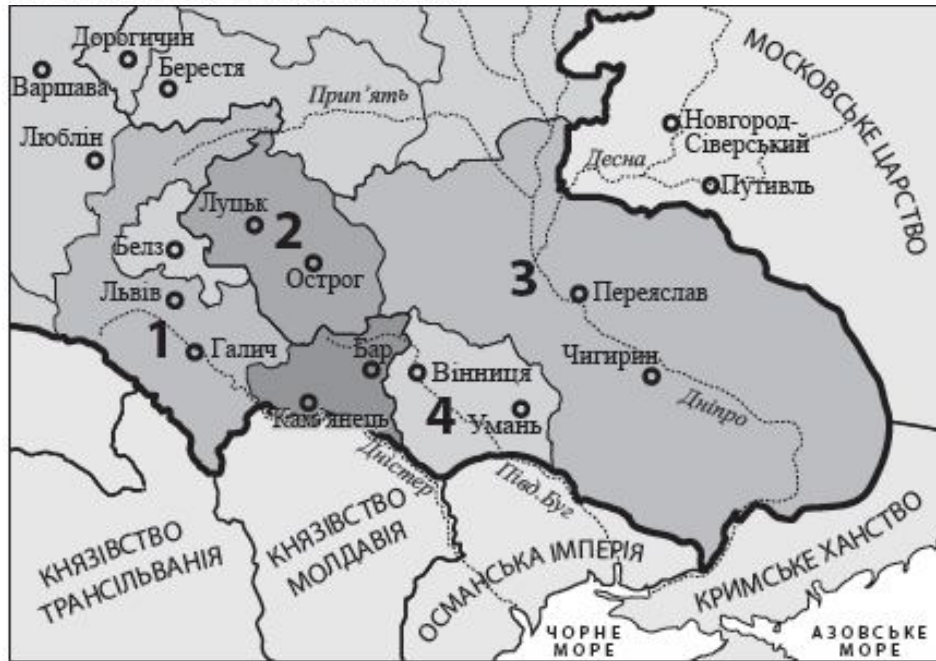 Дорогичин
Варшава
Берестя
Прип'ять
МОСКОВСЬКЕ ЦАРСТВО
Люблін
Новгород-
Сіверський
Десна
Путивль
Луцьк
2
Белз
Острог
3
Переяслав
Львів
1
Галич
Бар
Вінниця
Чигирин
Кам'янець
4
Умань
Дніпро
Дністер
Півд. Буг
КНЯЗІВСТВО
ТРАНСІЛЬВАНІЯ
КНЯЗІВСТВО
МОЛДАВІЯ
ОСМАНСЬКА ІМПЕРІЯ
КРИМСЬКЕ ХАНСТВО
ЧОРНЕ
МОРЕ
АЗОВСЬКЕ
МОРЕ